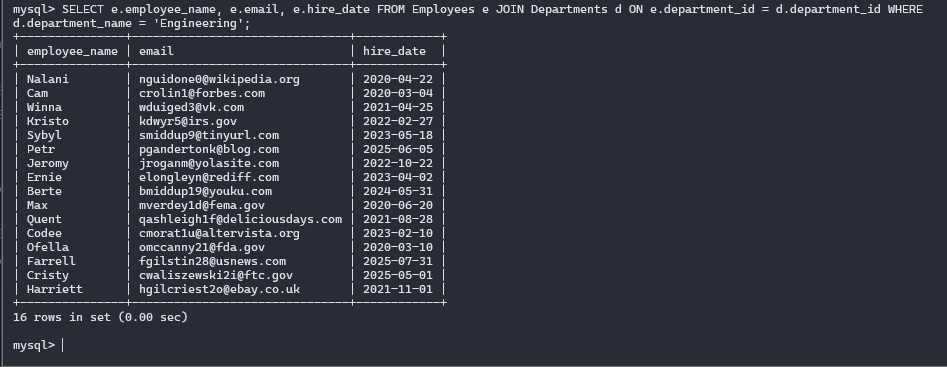 mysql> SELECT e.employee_name, e.email, e.hire_date FROM Employees e JOIN Departments d ON e.department_id = d.department_id WHERE
d.department_name = 'Engineering';
+---------------+-------------------------------+------------+
| employee_name | email                         | hire_date  |
+---------------+-------------------------------+------------+
| Nalani        | nguidone0@wikipedia.org       | 2020-04-22 |
| Cam           | crolin1@forbes.com            | 2020-03-04 |
| Winna         | wduiged3@vk.com               | 2021-04-25 |
| Kristo        | kdwyr5@irs.gov                | 2022-02-27 |
| Sybyl         | smiddup9@tinyurl.com          | 2023-05-18 |
| Petr          | pgandertonk@blog.com          | 2025-06-05 |
| Jeromy        | jroganm@yolasite.com          | 2022-10-22 |
| Ernie         | elongleyn@rediff.com          | 2023-04-02 |
| Berte         | bmiddup19@youku.com           | 2024-05-31 |
| Max           | mverdey1d@fema.gov            | 2020-06-20 |
| Quent         | qashleigh1f@deliciousdays.com | 2021-08-28 |
| Codee         | cmorat1u@altervista.org       | 2023-02-10 |
| Ofella        | omccanny21@fda.gov            | 2020-03-10 |
| Farrell       | fgilstin28@usnews.com         | 2025-07-31 |
| Cristy        | cwaliszewski2i@ftc.gov        | 2025-05-01 |
| Harriett      | hgilcriest2o@ebay.co.uk       | 2021-11-01 |
+---------------+-------------------------------+------------+
16 rows in set (0.00 sec)
mysql>